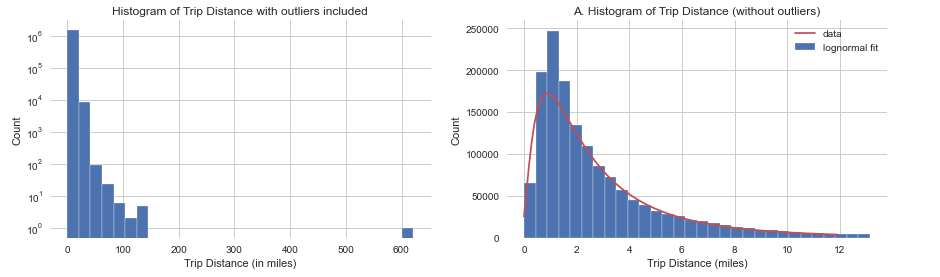 Histogram of Trip Distance with outliers included
10^6
10^5
10^4
10^3
10^2
10^1
10^0
Count
0 100 200 300 400 500 600
Trip Distance (in miles)
A. Histogram of Trip Distance (without outliers)
data
lognormal fit
250000
200000
150000
100000
50000
0
Count
0 2 4 6 8 10 12
Trip Distance (miles)